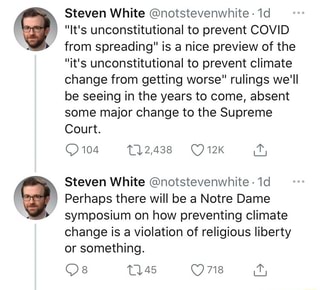 Steven White @notstevenwhite · 1d
"It's unconstitutional to prevent COVID
from spreading" is a nice preview of the
"it's unconstitutional to prevent climate
change from getting worse" rulings we'll
be seeing in the years to come, absent
some major change to the Supreme
Court.
104 2,438 12K
Steven White @notstevenwhite · 1d
Perhaps there will be a Notre Dame
symposium on how preventing climate
change is a violation of religious liberty
or something.
8 45 718